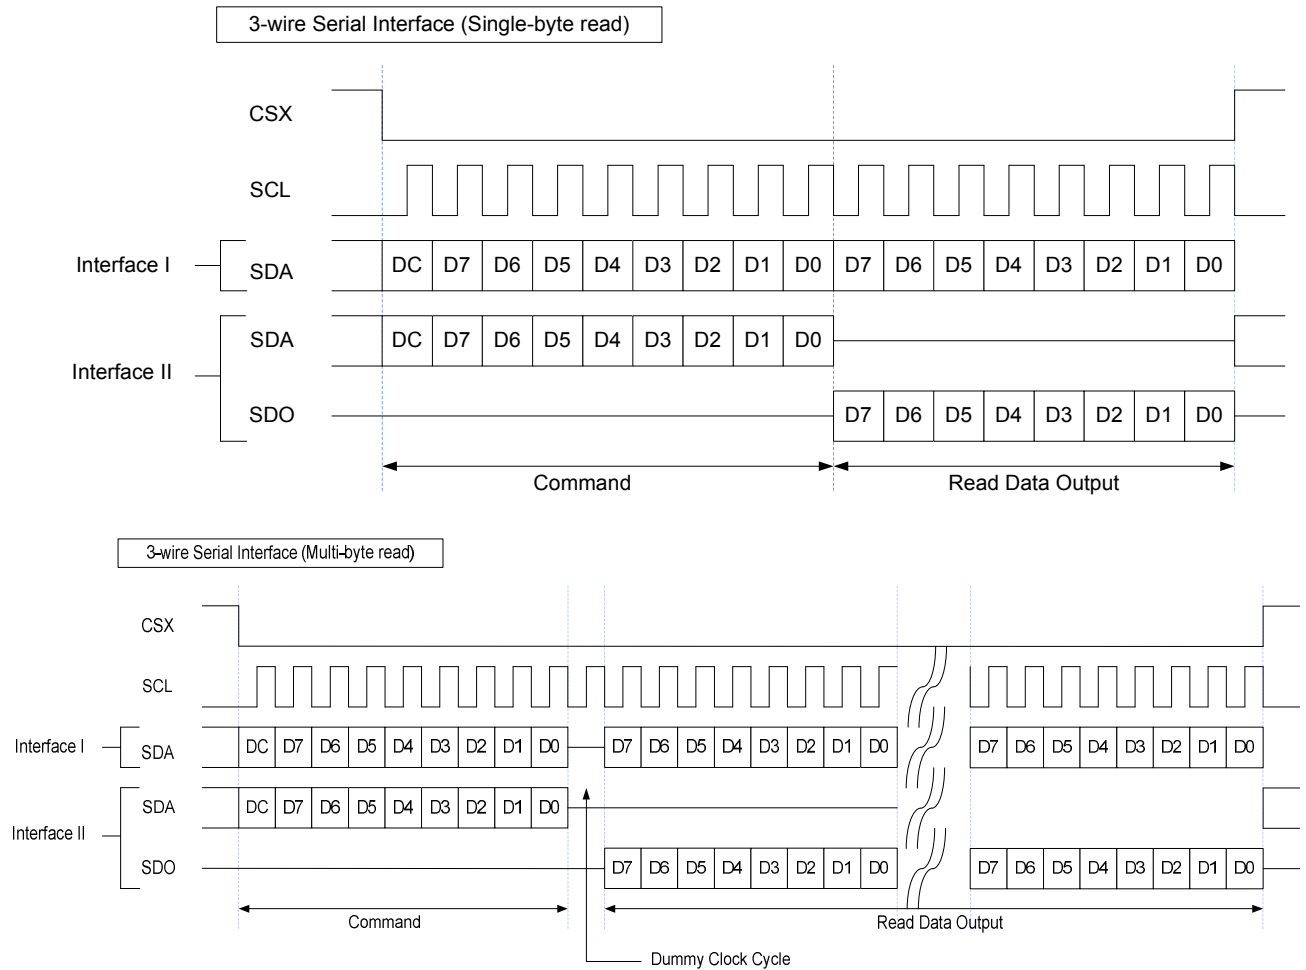 3-wire Serial Interface (Single-byte read)
CSX
SCL
Interface I
SDA
DC D7 D6 D5 D4 D3 D2 D1 D0 D7 D6 D5 D4 D3 D2 D1 D0
SDA
DC D7 D6 D5 D4 D3 D2 D1 D0
Interface II
SDO
D7 D6 D5 D4 D3 D2 D1 D0
Command
Read Data Output
3-wire Serial Interface (Multi-byte read)
CSX
SCL
Interface I
SDA
DC D7 D6 D5 D4 D3 D2 D1 D0 D7 D6 D5 D4 D3 D2 D1 D0 D7 D6 D5 D4 D3 D2 D1 D0
SDA
DC D7 D6 D5 D4 D3 D2 D1 D0
Interface II
SDO
D7 D6 D5 D4 D3 D2 D1 D0 D7 D6 D5 D4 D3 D2 D1 D0
Command
Read Data Output
Dummy Clock Cycle